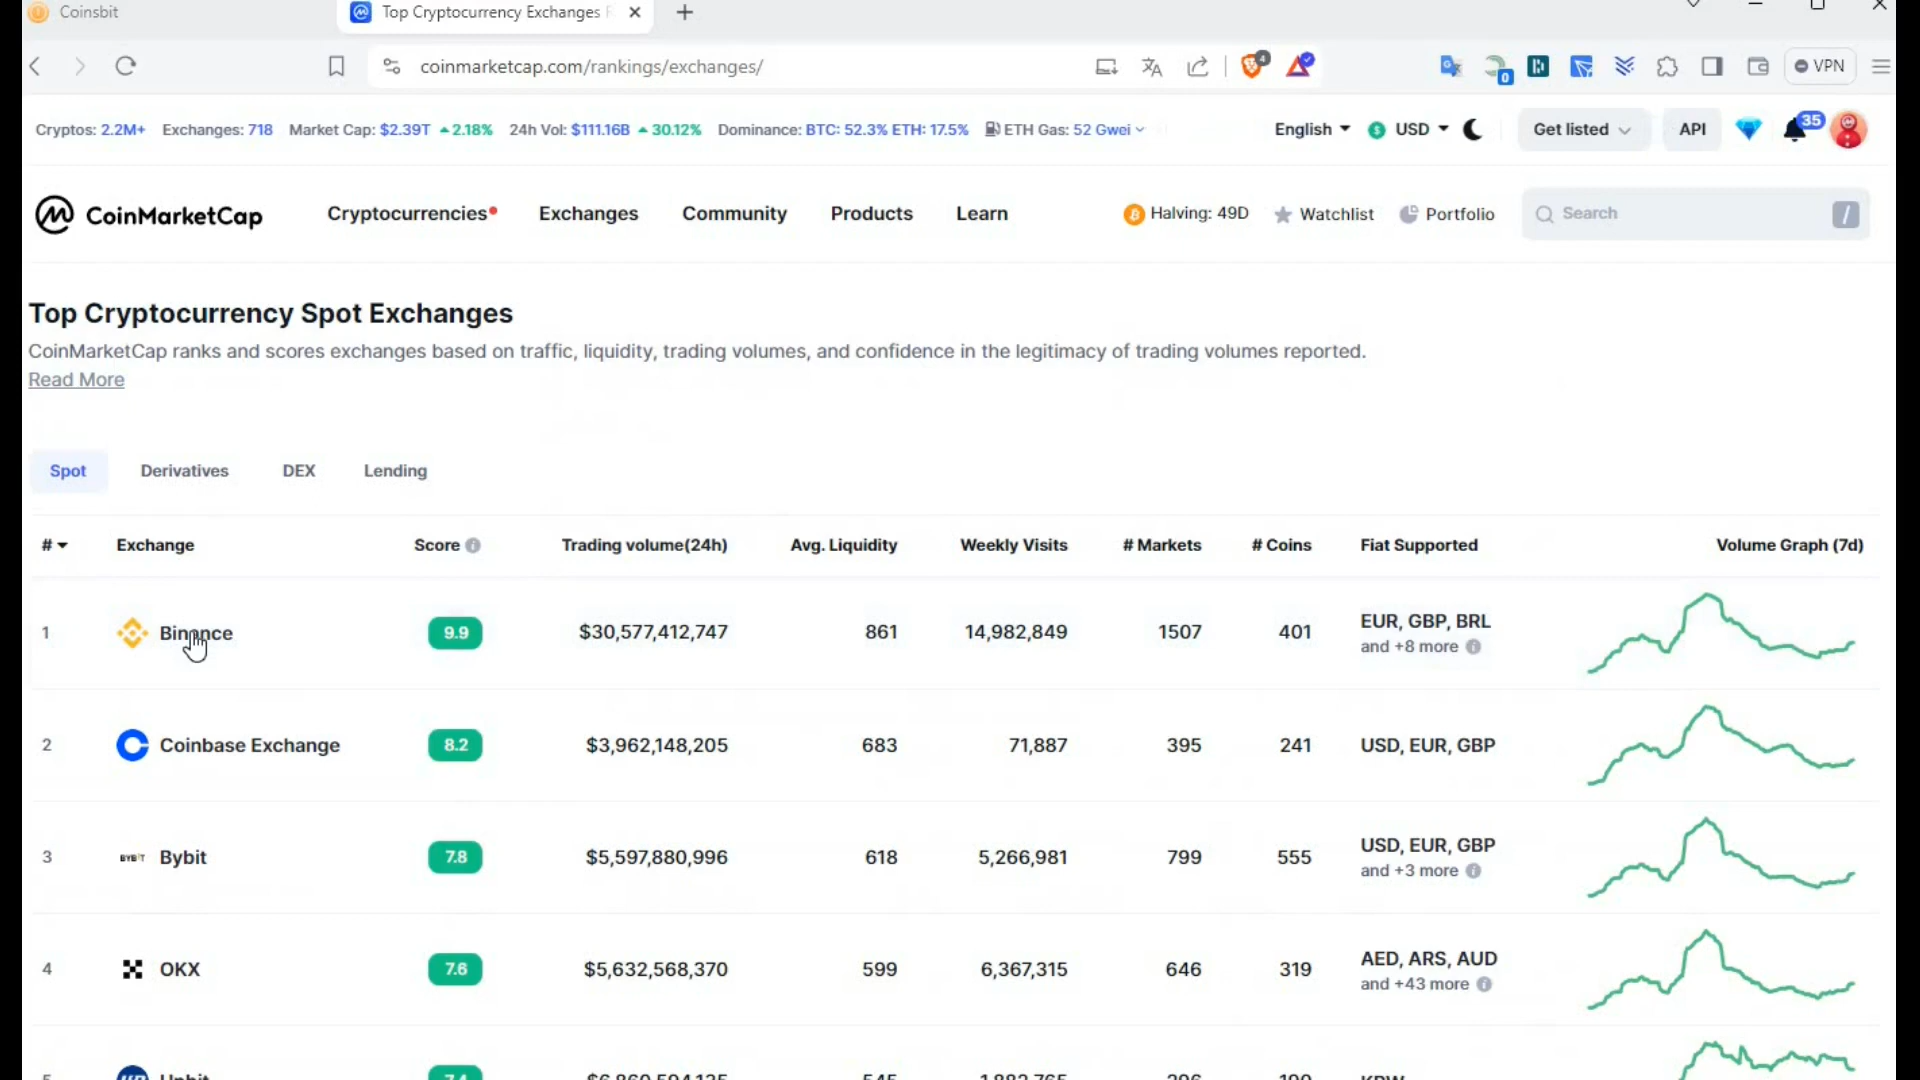 Coinsbit
Top Cryptocurrency Exchanges
coinmarketcap.com/rankings/exchanges/
4
0
VPN
Cryptos: 2.2M+ Exchanges: 718 Market Cap: $2.39T 2.18% 24h Vol: $111.16B 30.12% Dominance: BTC: 52.3% ETH: 17.5% ETH Gas: 52 Gwei
English USD Get listed API 35
CoinMarketCap Cryptocurrencies Exchanges Community Products Learn
Halving: 49D Watchlist Portfolio Search /
Top Cryptocurrency Spot Exchanges
CoinMarketCap ranks and scores exchanges based on traffic, liquidity, trading volumes, and confidence in the legitimacy of trading volumes reported.
Read More
Spot Derivatives DEX Lending
# Exchange Score Trading volume(24h) Avg. Liquidity Weekly Visits # Markets # Coins Fiat Supported Volume Graph (7d)
1 Binance 9.9 $30,577,412,747 861 14,982,849 1507 401 EUR, GBP, BRL
and +8 more
2 Coinbase Exchange 8.2 $3,962,148,205 683 71,887 395 241 USD, EUR, GBP
3 BYBIT Bybit 7.8 $5,597,880,996 618 5,266,981 799 555 USD, EUR, GBP
and +3 more
4 OKX 7.6 $5,632,568,370 599 6,367,315 646 319 AED, ARS, AUD
and +43 more